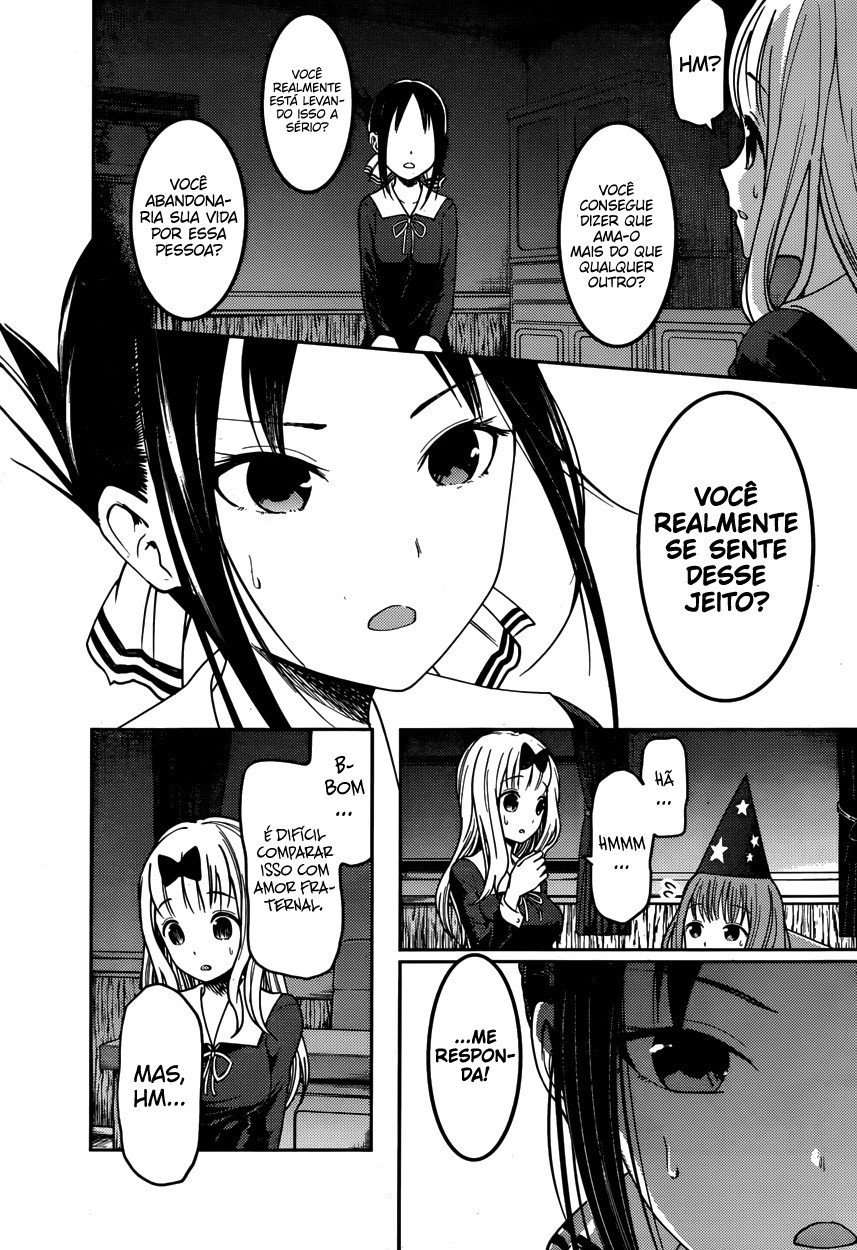 HM?
VOCÊ
CONSEGUE
DIZER QUE
AMA-O
MAIS DO QUE
QUALQUER
OUTRO?
VOCÊ
REALMENTE
ESTÁ LEVAN-
DO ISSO A
SÉRIO?
VOCÊ
ABANDONA-
RIA SUA VIDA
POR ESSA
PESSOA?
VOCÊ
REALMENTE
SE SENTE
DESSE
JEITO?
HÃ
...
HMMM
...
B-
BOM
...
É DIFÍCIL
COMPARAR
ISSO COM
AMOR FRA-
TERNAL.
MAS,
HM...
...ME
RESPON-
DA!